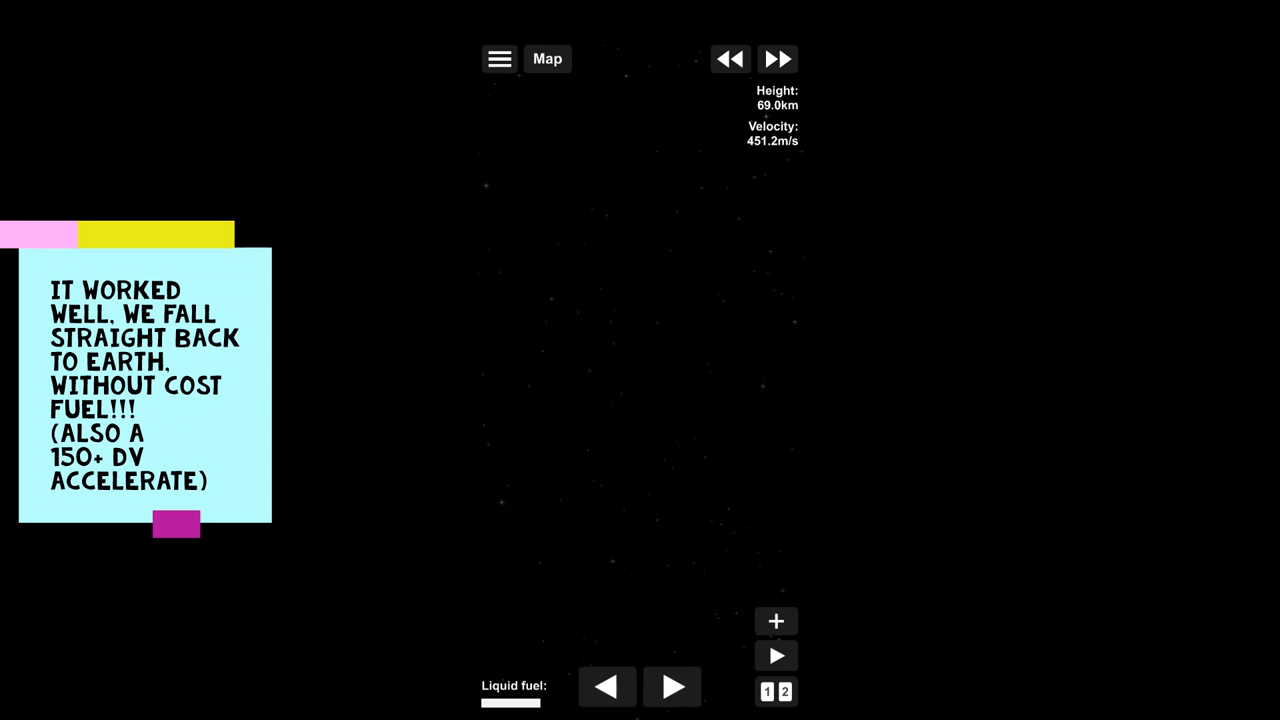 Map
Height:
69.0km
Velocity:
451.2m/s
IT WORKED
WELL, WE FALL
STRAIGHT BACK
TO EARTH,
WITHOUT COST
FUEL!!!
(ALSO A
150+ DV
ACCELERATE)
Liquid fuel:
1 2